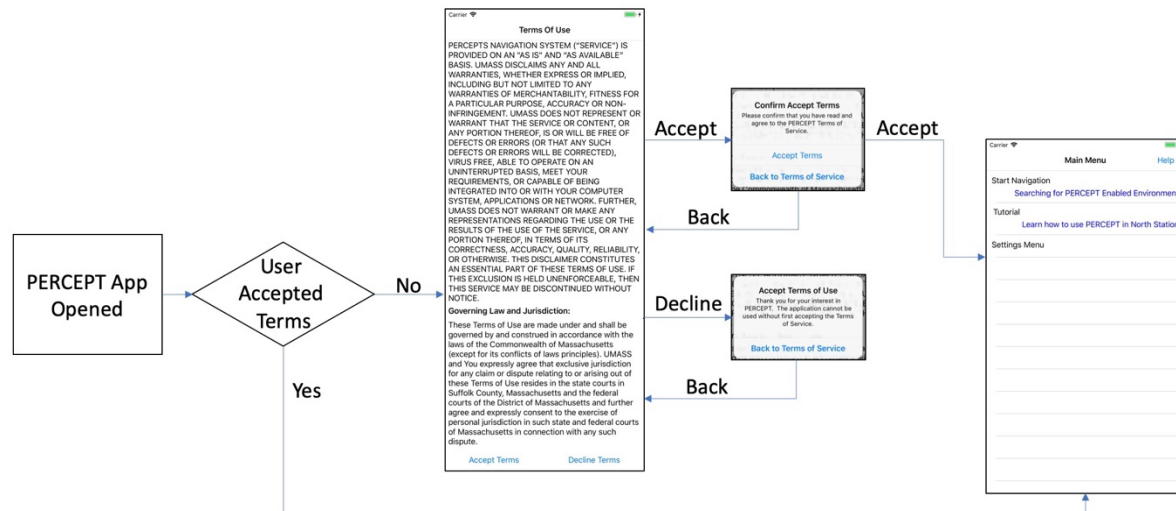 PERCEPT App
Opened
User
Accepted
Terms
No
Yes
Carrier
Terms Of Use
PERCEPTS NAVIGATION SYSTEM ("SERVICE") IS
PROVIDED ON AN "AS IS" AND "AS AVAILABLE"
BASIS. UMASS DISCLAIMS ANY AND ALL
WARRANTIES, WHETHER EXPRESS OR IMPLIED,
INCLUDING BUT NOT LIMITED TO ANY
WARRANTIES OF MERCHANTABILITY, FITNESS FOR
A PARTICULAR PURPOSE, ACCURACY OR NON-
INFRINGEMENT. UMASS DOES NOT REPRESENT OR
WARRANT THAT THE SERVICE OR CONTENT, OR
ANY PORTION THEREOF, IS OR WILL BE FREE OF
DEFECTS OR ERRORS (OR THAT ANY SUCH
DEFECTS OR ERRORS WILL BE CORRECTED),
VIRUS FREE, ABLE TO OPERATE ON AN
UNINTERRUPTED BASIS, MEET YOUR
REQUIREMENTS, OR CAPABLE OF BEING
INTEGRATED INTO OR WITH YOUR COMPUTER
SYSTEM, APPLICATIONS OR NETWORK. FURTHER,
UMASS DOES NOT WARRANT OR MAKE ANY
REPRESENTATIONS REGARDING THE USE OR THE
RESULTS OF THE USE OF THE SERVICE, OR ANY
PORTION THEREOF, IN TERMS OF ITS
CORRECTNESS, ACCURACY, QUALITY, RELIABILITY,
OR OTHERWISE. THIS DISCLAIMER CONSTITUTES
AN ESSENTIAL PART OF THESE TERMS OF USE. IF
THIS EXCLUSION IS HELD UNENFORCEABLE, THEN
THIS SERVICE MAY BE DISCONTINUED WITHOUT
NOTICE.
Governing Law and Jurisdiction:
These Terms of Use are made under and shall be
governed by and construed in accordance with the
laws of the Commonwealth of Massachusetts
(except for its conflicts of laws principles). UMASS
and You expressly agree that exclusive jurisdiction
for any claim or dispute relating to or arising out of
these Terms of Use resides in the state courts in
Suffolk County, Massachusetts and the federal
courts of the District of Massachusetts and further
agree and expressly consent to the exercise of
personal jurisdiction in such state and federal courts
of Massachusetts in connection with any such
dispute.
Accept Terms Decline Terms
Accept
Confirm Accept Terms
Please confirm that you have read and
agree to the PERCEPT Terms of
Service.
Accept Terms
Back to Terms of Service
Back
Decline
Accept Terms of Use
Thank you for your interest in
PERCEPT. The application cannot be
used without first accepting the Terms
of Service.
Back to Terms of Service
Back
Accept
Carrier
Main Menu Help
Start Navigation
Searching for PERCEPT Enabled Environmen
Tutorial
Learn how to use PERCEPT in North Station
Settings Menu